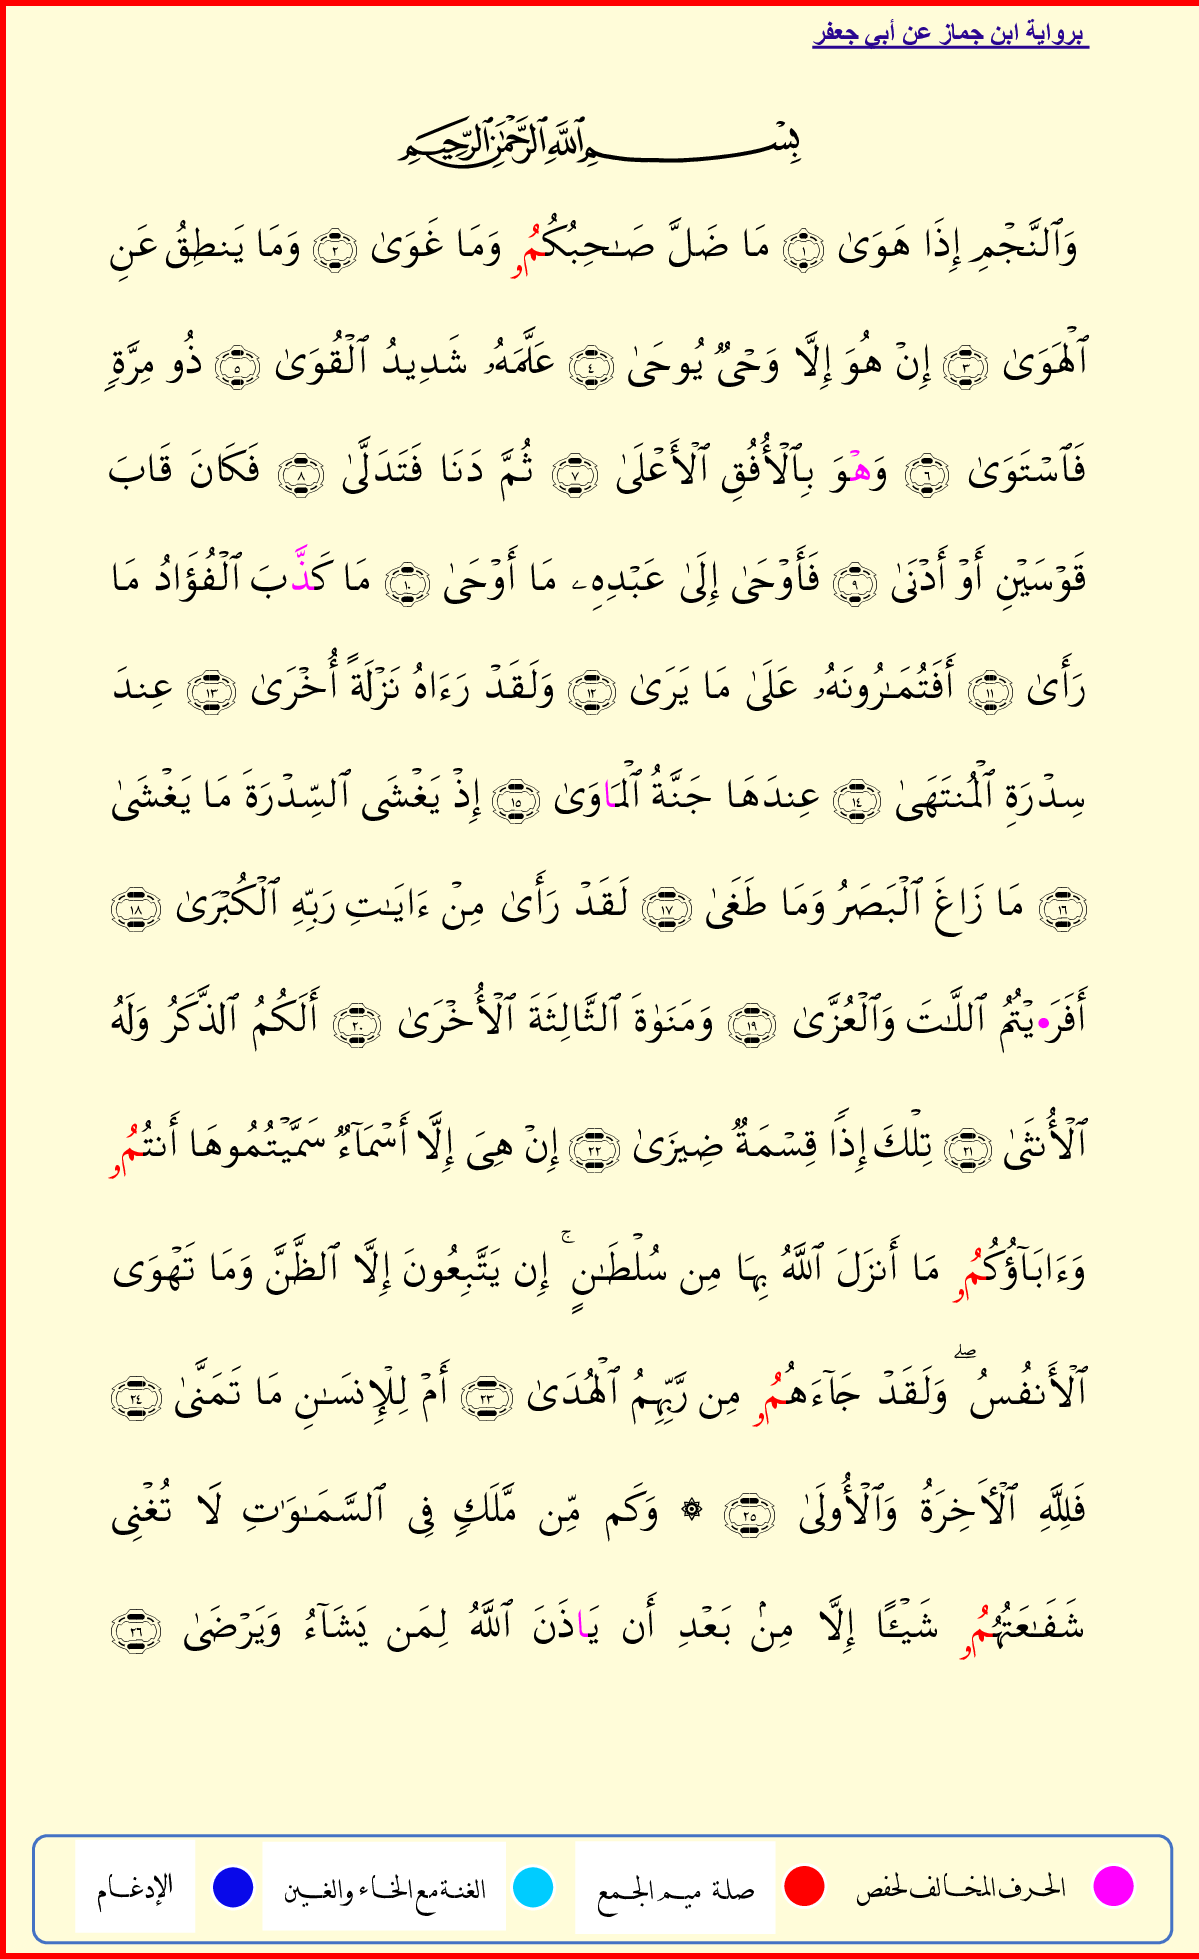 برواية ابن جماز عن أبي جعفر
بِسْمِ ٱللَّهِ ٱلرَّحْمَٰنِ ٱلرَّحِيمِ
وَٱلنَّجْمِ إِذَا هَوَىٰ ١ مَا ضَلَّ صَـٰحِبُكُمُۥ وَمَا غَوَىٰ ٢ وَمَا يَنطِقُ عَنِ
ٱلْهَوَىٰ ٣ إِنْ هُوَ إِلَّا وَحْىٌ يُوحَىٰ ٤ عَلَّمَهُۥ شَدِيدُ ٱلْقُوَىٰ ٥ ذُو مِرَّةٍ
فَٱسْتَوَىٰ ٦ وَهْوَ بِٱلْأُفُقِ ٱلْأَعْلَىٰ ٧ ثُمَّ دَنَا فَتَدَلَّىٰ ٨ فَكَانَ قَابَ
قَوْسَيْنِ أَوْ أَدْنَىٰ ٩ فَأَوْحَىٰ إِلَىٰ عَبْدِهِۦ مَا أَوْحَىٰ ١٠ مَا كَذَّبَ ٱلْفُؤَادُ مَا
رَأَىٰ ١١ أَفَتُمَـٰرُونَهُۥ عَلَىٰ مَا يَرَىٰ ١٢ وَلَقَدْ رَءَاهُ نَزْلَةً أُخْرَىٰ ١٣ عِندَ
سِدْرَةِ ٱلْمُنتَهَىٰ ١٤ عِندَهَا جَنَّةُ ٱلْمَاوَىٰ ١٥ إِذْ يَغْشَى ٱلسِّدْرَةَ مَا يَغْشَىٰ
١٦ مَا زَاغَ ٱلْبَصَرُ وَمَا طَغَىٰ ١٧ لَقَدْ رَأَىٰ مِنْ ءَايَـٰتِ رَبِّهِ ٱلْكُبْرَىٰ ١٨
أَفَرَ•يْتُمُ ٱللَّـٰتَ وَٱلْعُزَّىٰ ١٩ وَمَنَوٰةَ ٱلثَّالِثَةَ ٱلْأُخْرَىٰ ٢٠ أَلَكُمُ ٱلذَّكَرُ وَلَهُ
ٱلْأُنثَىٰ ٢١ تِلْكَ إِذًا قِسْمَةٌ ضِيزَىٰ ٢٢ إِنْ هِىَ إِلَّا أَسْمَآءٌ سَمَّيْتُمُوهَا أَنتُمُۥ
وَءَابَآؤُكُمُۥ مَا أَنزَلَ ٱللَّهُ بِهَا مِن سُلْطَـٰنٍ ۚ إِن يَتَّبِعُونَ إِلَّا ٱلظَّنَّ وَمَا تَهْوَى
ٱلْأَنفُسُ ۖ وَلَقَدْ جَآءَهُمُۥ مِن رَّبِّهِمُ ٱلْهُدَىٰ ٢٣ أَمْ لِلْإِنسَـٰنِ مَا تَمَنَّىٰ ٢٤
فَلِلَّهِ ٱلْأَخِرَةُ وَٱلْأُولَىٰ ٢٥ ۞ وَكَم مِّن مَّلَكٍ فِى ٱلسَّمَـٰوَٰتِ لَا تُغْنِى
شَفَـٰعَتُهُمُۥ شَيْـًٔا إِلَّا مِنۢ بَعْدِ أَن يَاذَنَ ٱللَّهُ لِمَن يَشَآءُ وَيَرْضَىٰ ٢٦
الحرف المخالف لحفص صلة ميم الجمع الغنة مع الخاء والغين الإدغام